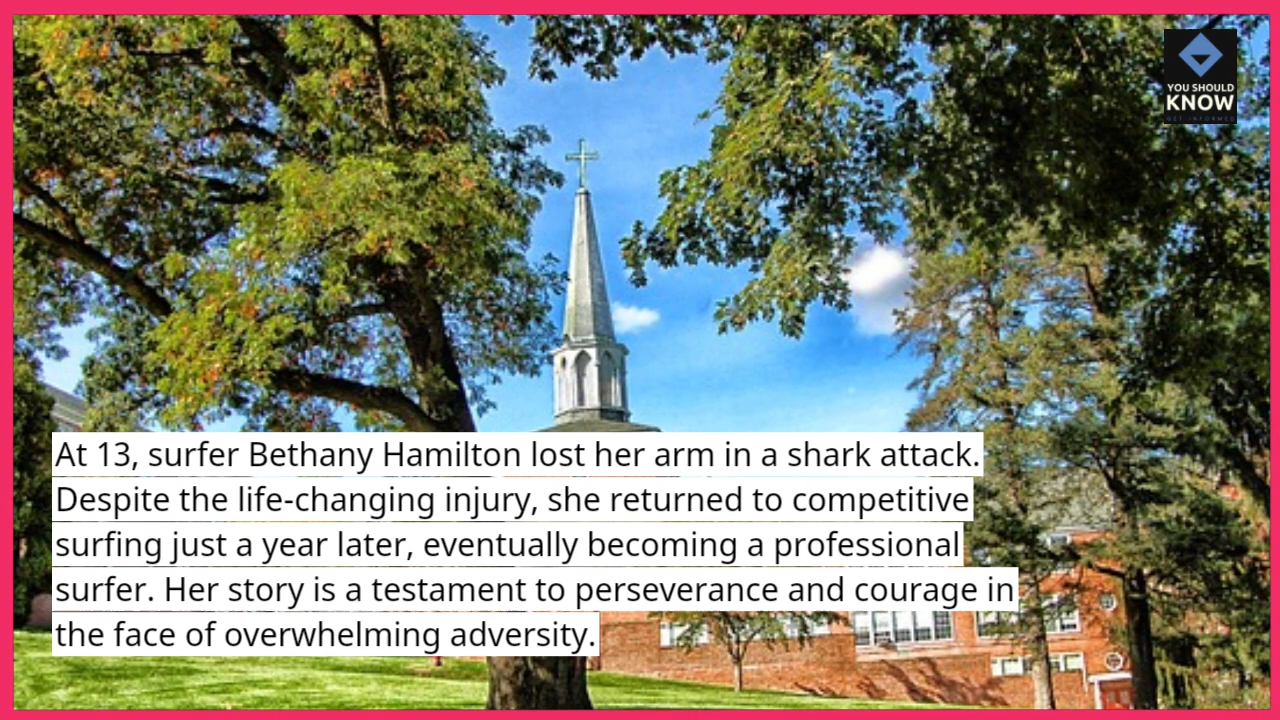 YOU SHOULD
KNOW
GET INFORMED
At 13, surfer Bethany Hamilton lost her arm in a shark attack.
Despite the life-changing injury, she returned to competitive
surfing just a year later, eventually becoming a professional
surfer. Her story is a testament to perseverance and courage in
the face of overwhelming adversity.